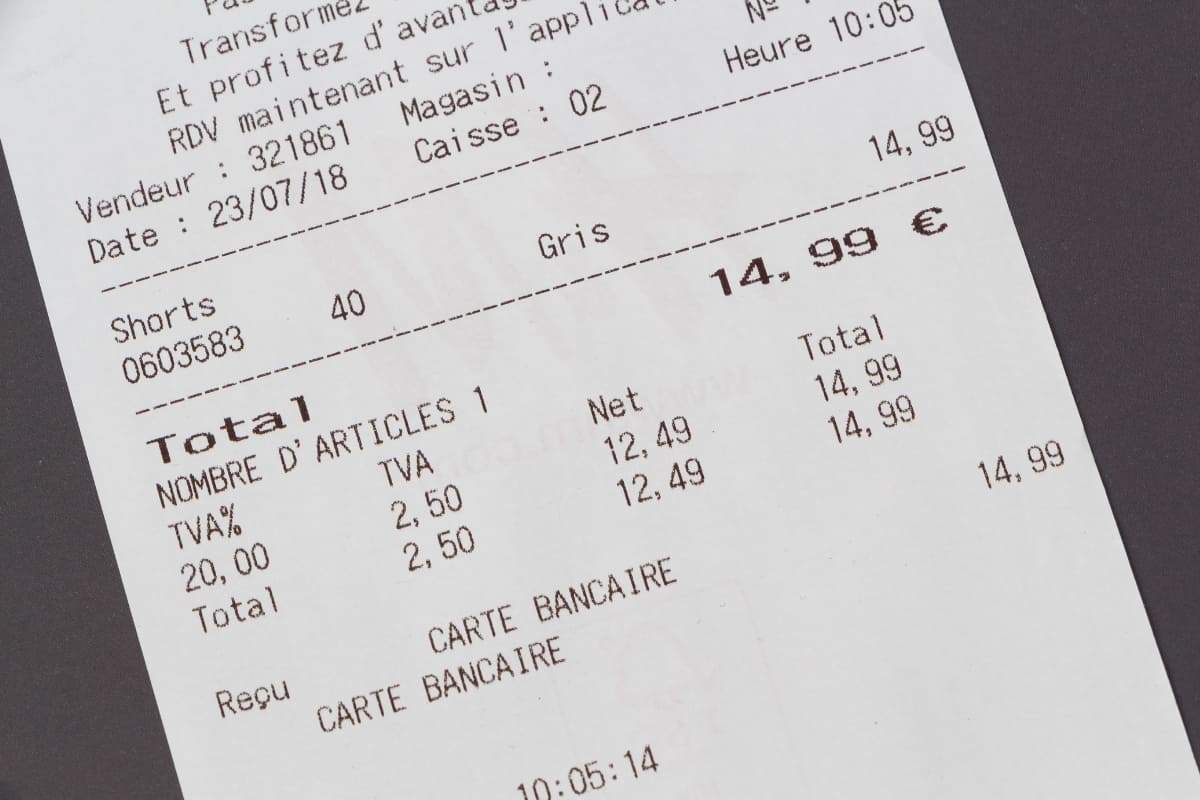 Transformez
Et profitez d'avantag
RDV maintenant sur l'applicat
Vendeur : 321861 Magasin : Nº
Date : 23/07/18 Caisse : 02 Heure 10:05
Shorts 40 Gris 14,99
0603583
Total 14,99 €
NOMBRE D'ARTICLES 1
TVA% TVA Net Total
20,00 2,50 12,49 14,99
Total 2,50 12,49 14,99
Reçu CARTE BANCAIRE 14,99
CARTE BANCAIRE
10:05:14